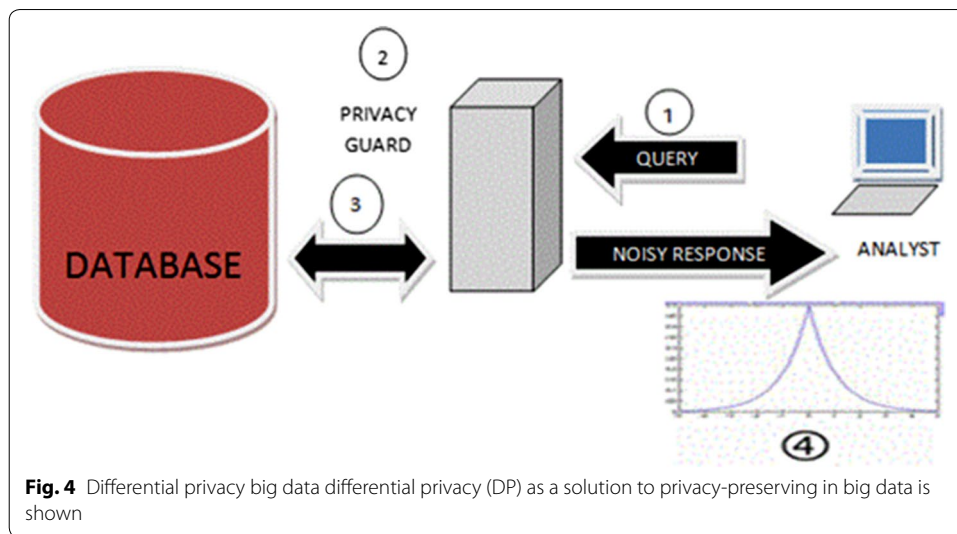 2
PRIVACY
GUARD
1
QUERY
3
DATABASE
NOISY RESPONSE
ANALYST
4
Fig. 4 Differential privacy big data differential privacy (DP) as a solution to privacy-preserving in big data is
shown